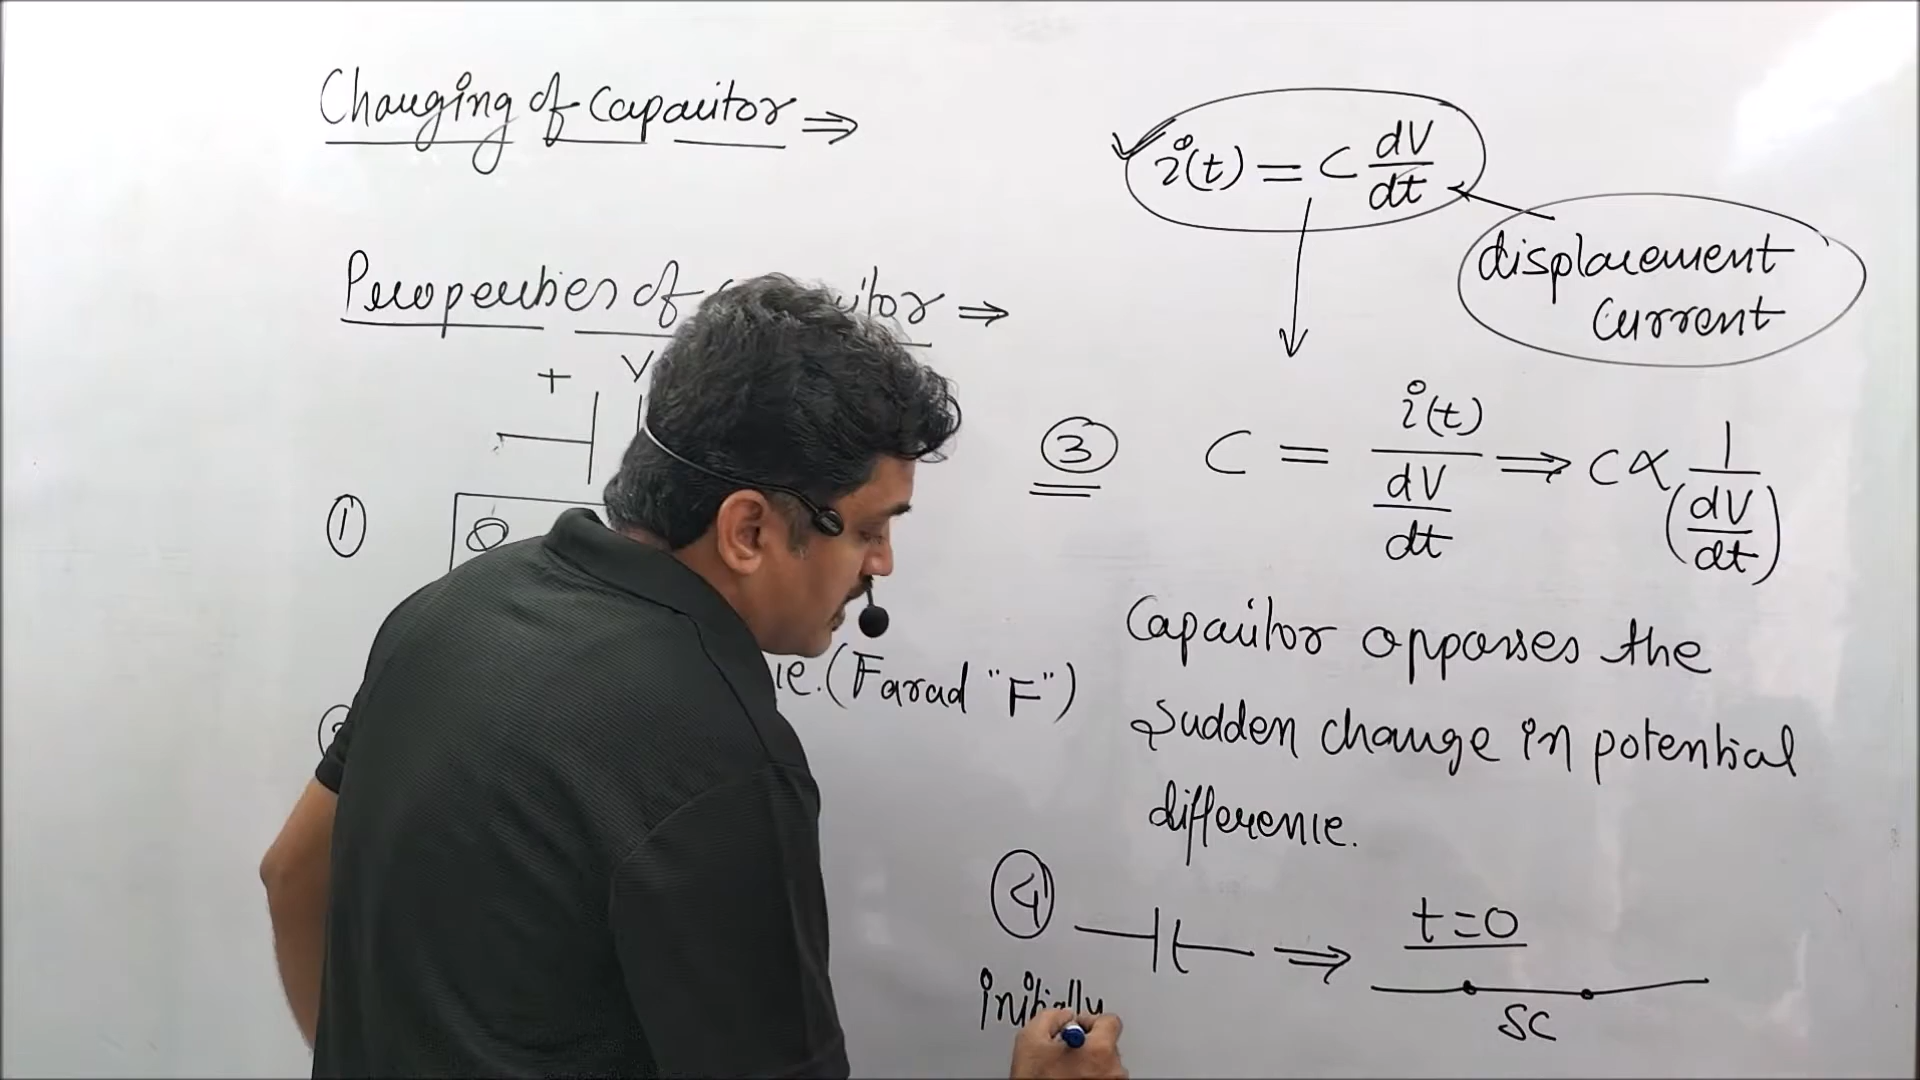 Charging of Capacitor ⇒
i(t) = C dV/dt
displacement
current
Properties of ⇒
+ V
③ C = i(t) / (dV/dt) ⇒ C ∝ 1/(dV/dt)
①
Capacitor opposes the
(Farad "F")
sudden change in potential
difference.
④ ⇒ t=0
initially
SC